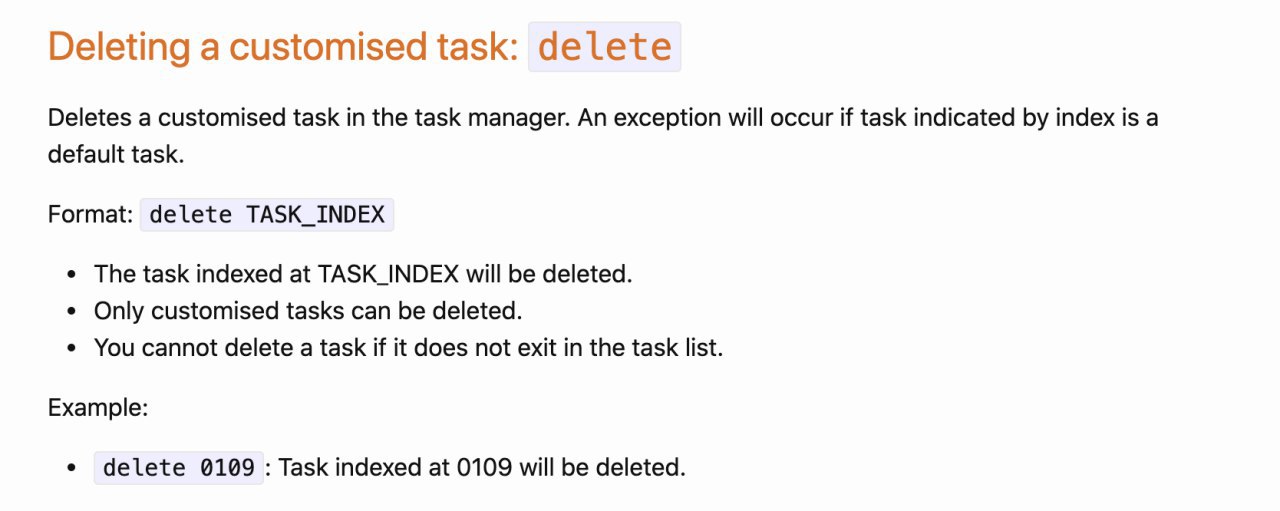 Deleting a customised task: delete
Deletes a customised task in the task manager. An exception will occur if task indicated by index is a
default task.
Format: delete TASK_INDEX
• The task indexed at TASK_INDEX will be deleted.
• Only customised tasks can be deleted.
• You cannot delete a task if it does not exit in the task list.
Example:
• delete 0109 : Task indexed at 0109 will be deleted.